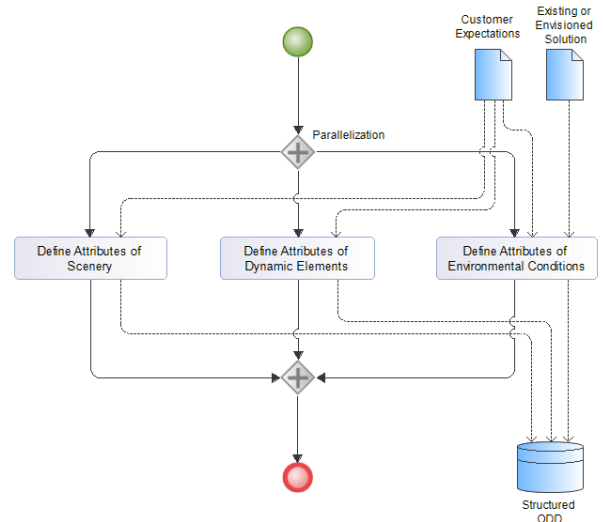 Customer
Expectations
Existing or
Envisioned
Solution
Parallelization
Define Attributes of
Scenery
Define Attributes of
Dynamic Elements
Define Attributes of
Environmental Conditions
Structured
ODD